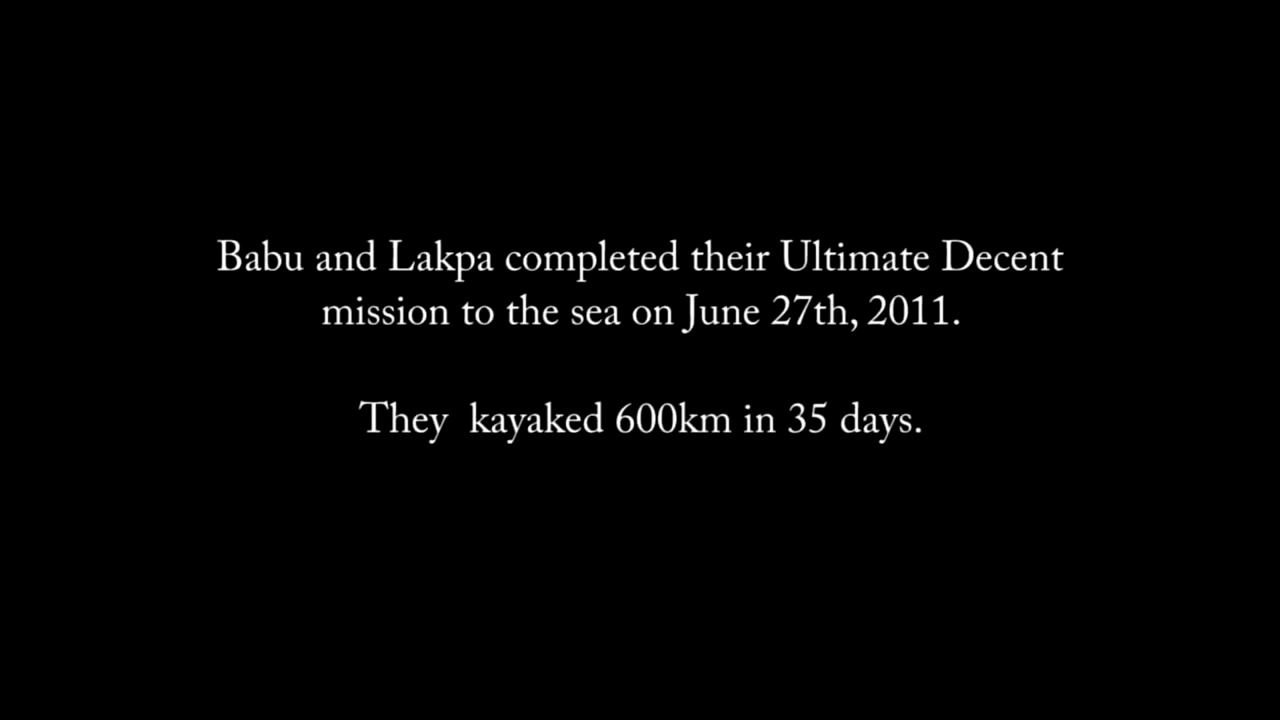 Babu and Lakpa completed their Ultimate Decent
mission to the sea on June 27th, 2011.
They  kayaked 600km in 35 days.